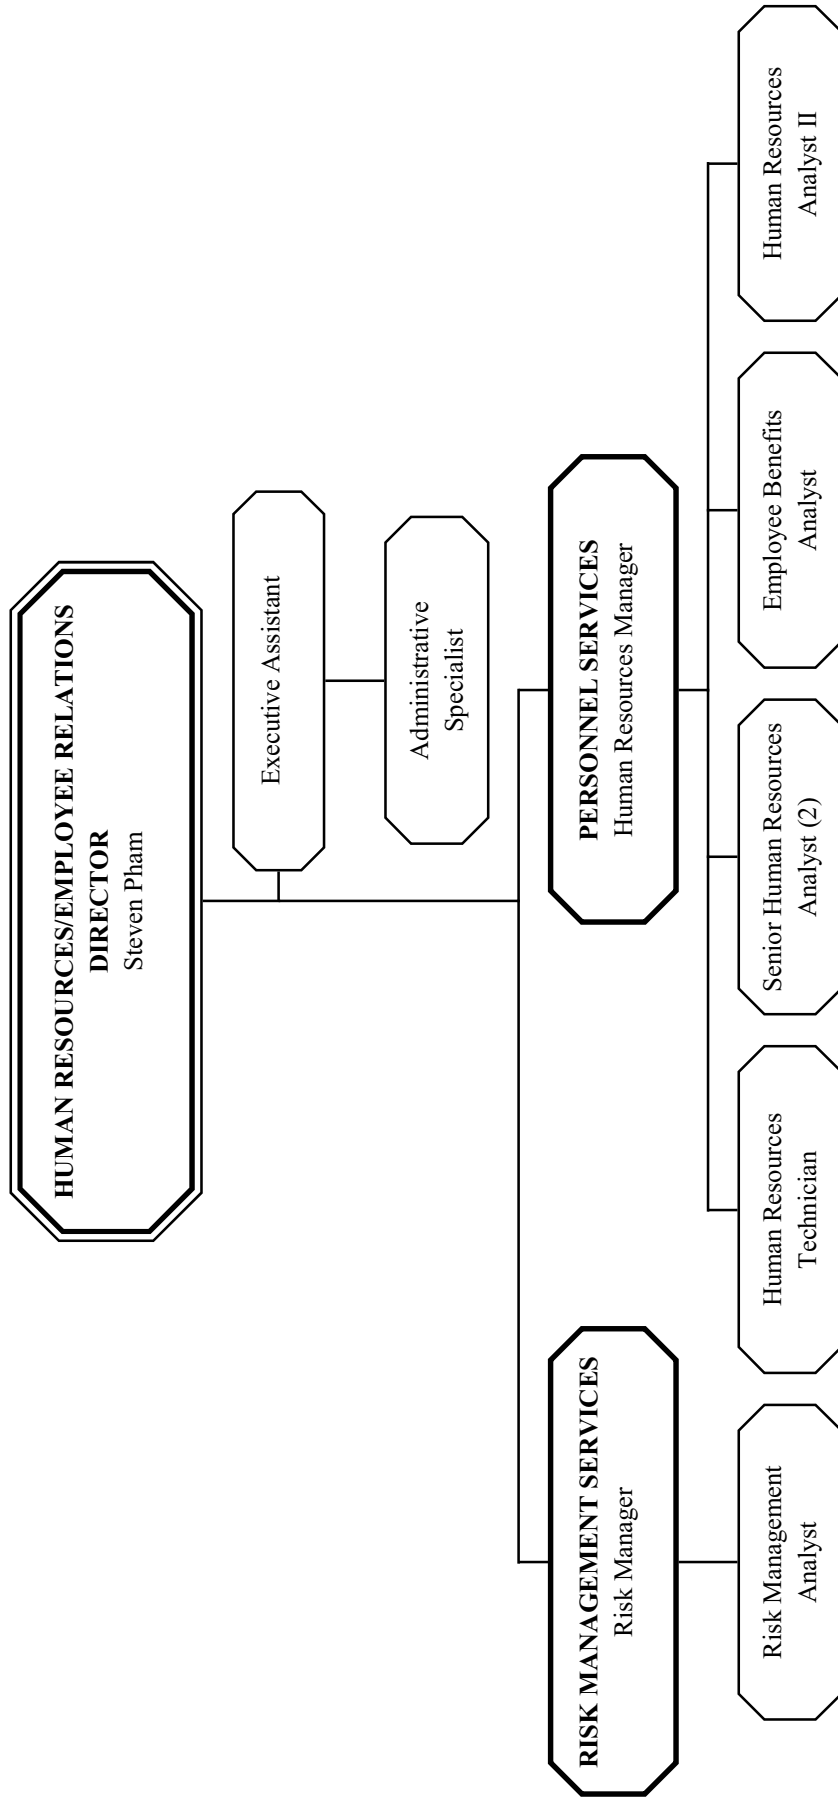 HUMAN RESOURCES/EMPLOYEE RELATIONS
DIRECTOR
Steven Pham
Executive Assistant
Administrative
Specialist
RISK MANAGEMENT SERVICES
Risk Manager
PERSONNEL SERVICES
Human Resources Manager
Risk Management
Analyst
Human Resources
Technician
Senior Human Resources
Analyst (2)
Employee Benefits
Analyst
Human Resources
Analyst II